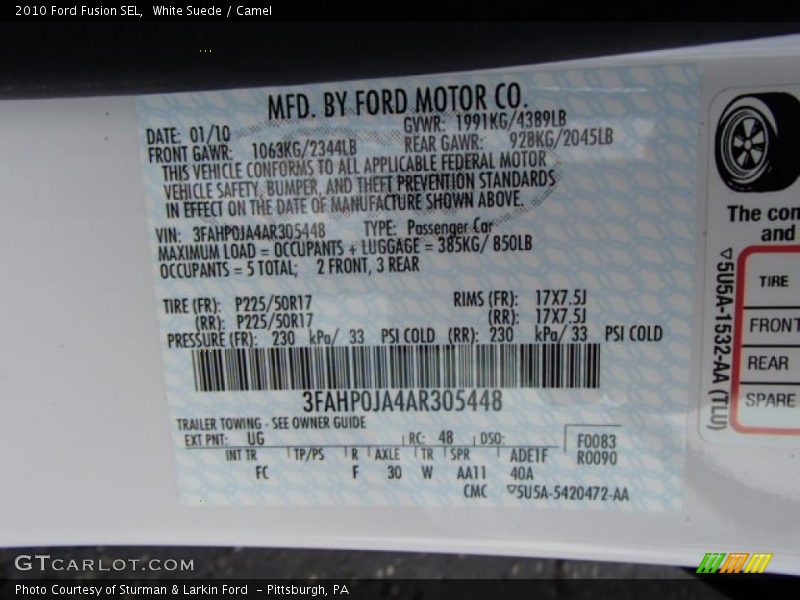 2010 Ford Fusion SEL,  White Suede / Camel
MFD. BY FORD MOTOR CO.
DATE: 01/10 GVWR: 1991KG/4389LB
FRONT GAWR: 1063KG/2344LB REAR GAWR: 928KG/2045LB
THIS VEHICLE CONFORMS TO ALL APPLICABLE FEDERAL MOTOR
VEHICLE SAFETY, BUMPER, AND THEFT PREVENTION STANDARDS
IN EFFECT ON THE DATE OF MANUFACTURE SHOWN ABOVE.
VIN: 3FAHP0JA4AR305448 TYPE: Passenger Car
MAXIMUM LOAD = OCCUPANTS + LUGGAGE = 385KG/ 850LB
OCCUPANTS = 5 TOTAL; 2 FRONT, 3 REAR
TIRE (FR): P225/50R17 RIMS (FR): 17X7.5J
(RR): P225/50R17 (RR): 17X7.5J
PRESSURE (FR): 230 kPa/ 33 PSI COLD (RR): 230 kPa/ 33 PSI COLD
3FAHP0JA4AR305448
TRAILER TOWING - SEE OWNER GUIDE
EXT PNT: UG RC: 48 DSO: F0083
INT TR TP/PS R AXLE TR SPR ADE1F R0090
FC F 30 W AA11 40A
CMC ▽5U5A-5420472-AA
The con
and
▽5U5A-1532-AA (TLU)
TIRE
FRONT
REAR
SPARE
GTCARLOT.COM
Photo Courtesy of Sturman & Larkin Ford  - Pittsburgh, PA